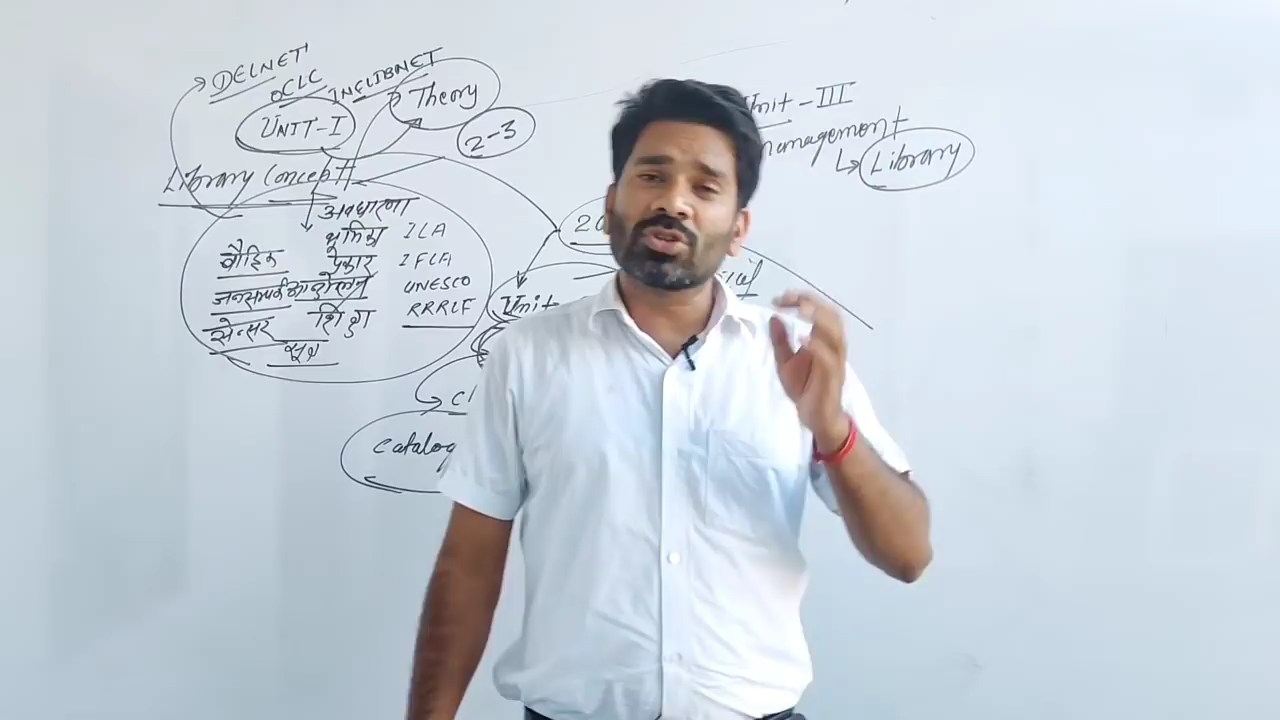 DELNET
OCLC
INFLIBNET
UNIT-I
Theory
2-3
Library Concept
अवधारणा
भूमिका ILA
बौद्धिक प्रकार IFLA
जनसम्पर्क आन्दोलन UNESCO
सेन्सर शिक्षा RRRLF
सूत्र
Unit
Catalog
Unit-III
management
Library